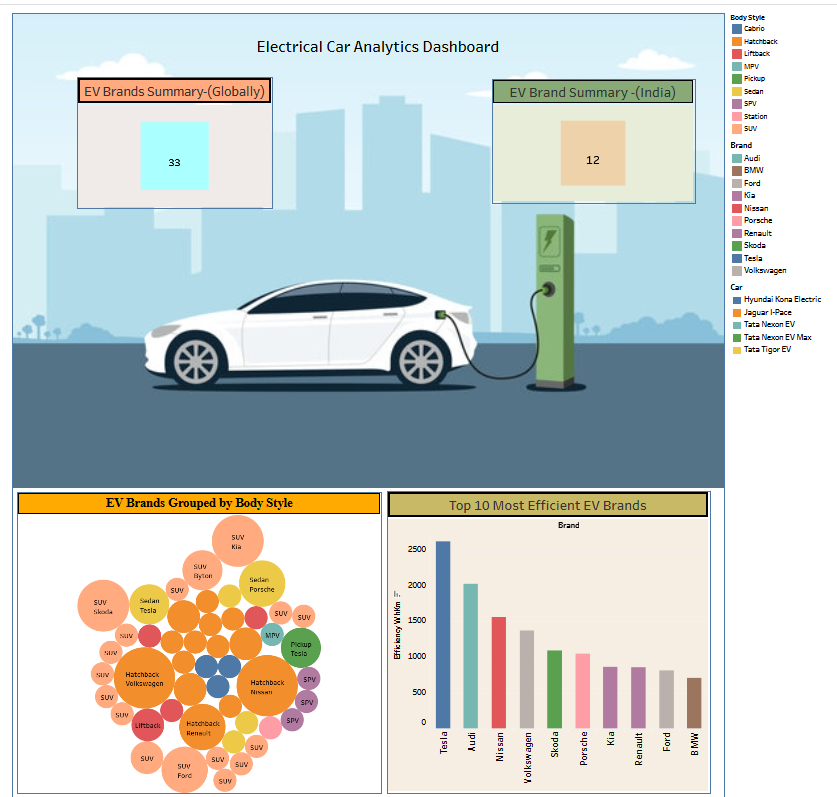 Electrical Car Analytics Dashboard
EV Brands Summary-(Globally)
33
EV Brand Summary -(India)
12
Body Style
Cabrio
Hatchback
Liftback
MPV
Pickup
Sedan
SPV
Station
SUV
Brand
Audi
BMW
Ford
Kia
Nissan
Porsche
Renault
Skoda
Tesla
Volkswagen
Car
Hyundai Kona Electric
Jaguar I-Pace
Tata Nexon EV
Tata Nexon EV Max
Tata Tigor EV
EV Brands Grouped by Body Style
SUV
Kia
SUV
Byton
Sedan
Porsche
SUV
SUV
Skoda
Sedan
Tesla
SUV
SUV
SUV
MPV
Pickup
Tesla
SUV
SUV
Hatchback
Volkswagen
Hatchback
Nissan
SPV
SUV
SPV
SUV
SPV
Liftback
Hatchback
Renault
SUV
SUV
SUV
SUV
SUV
Ford
SUV
Top 10 Most Efficient EV Brands
Brand
Efficiency WhKm
2500
2000
1500
1000
500
0
Tesla
Audi
Nissan
Volkswagen
Skoda
Porsche
Kia
Renault
Ford
BMW